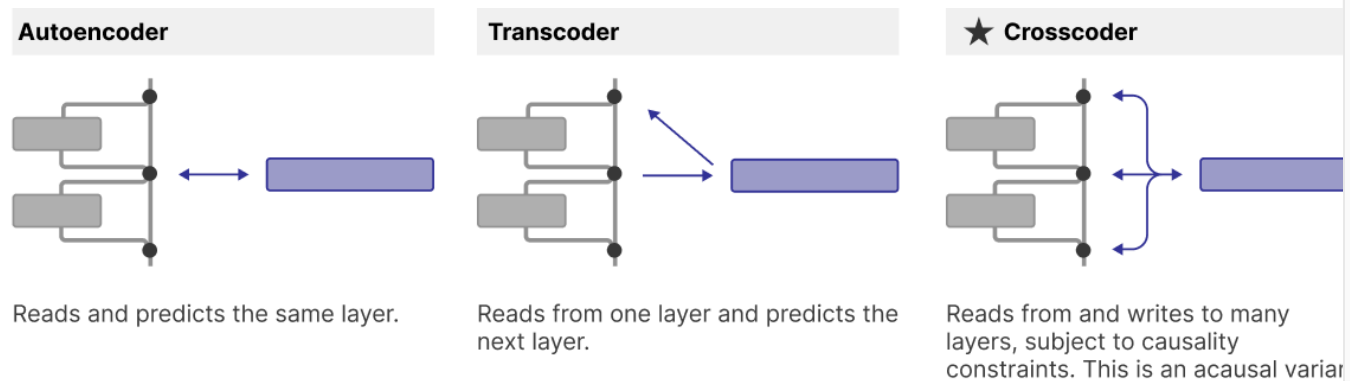 Autoencoder
Reads and predicts the same layer.
Transcoder
Reads from one layer and predicts the
next layer.
★ Crosscoder
Reads from and writes to many
layers, subject to causality
constraints. This is an acausal